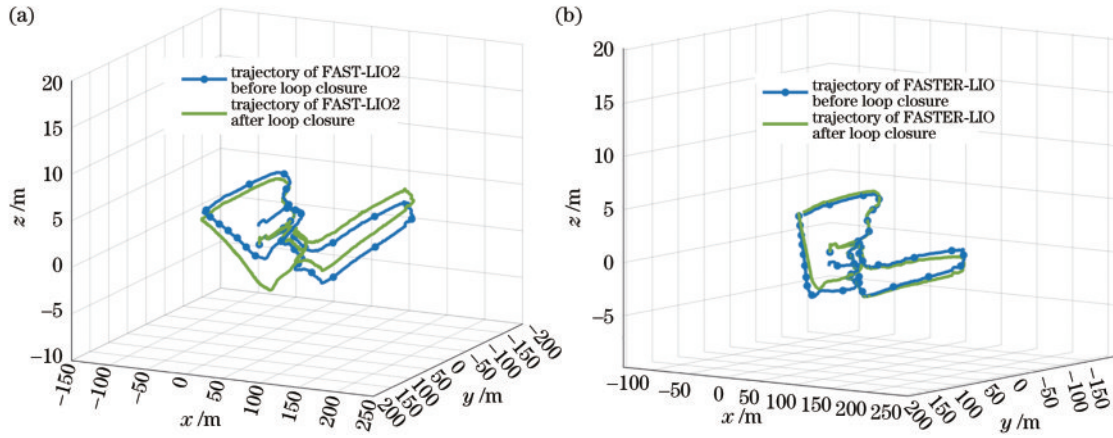 (a)
trajectory of FAST-LIO2
before loop closure
trajectory of FAST-LIO2
after loop closure
20
15
10
5
0
−5
−10
z /m
−150
−100
−50
0
50
100
150
200
250
x /m
200
150
100
50
0
−50
−100
−150
−200
y /m
(b)
trajectory of FASTER-LIO
before loop closure
trajectory of FASTER-LIO
after loop closure
20
15
10
5
0
−5
z /m
−100
−50
0
50
100
150
200
250
x /m
200
150
100
50
0
−50
−100
−150
y /m